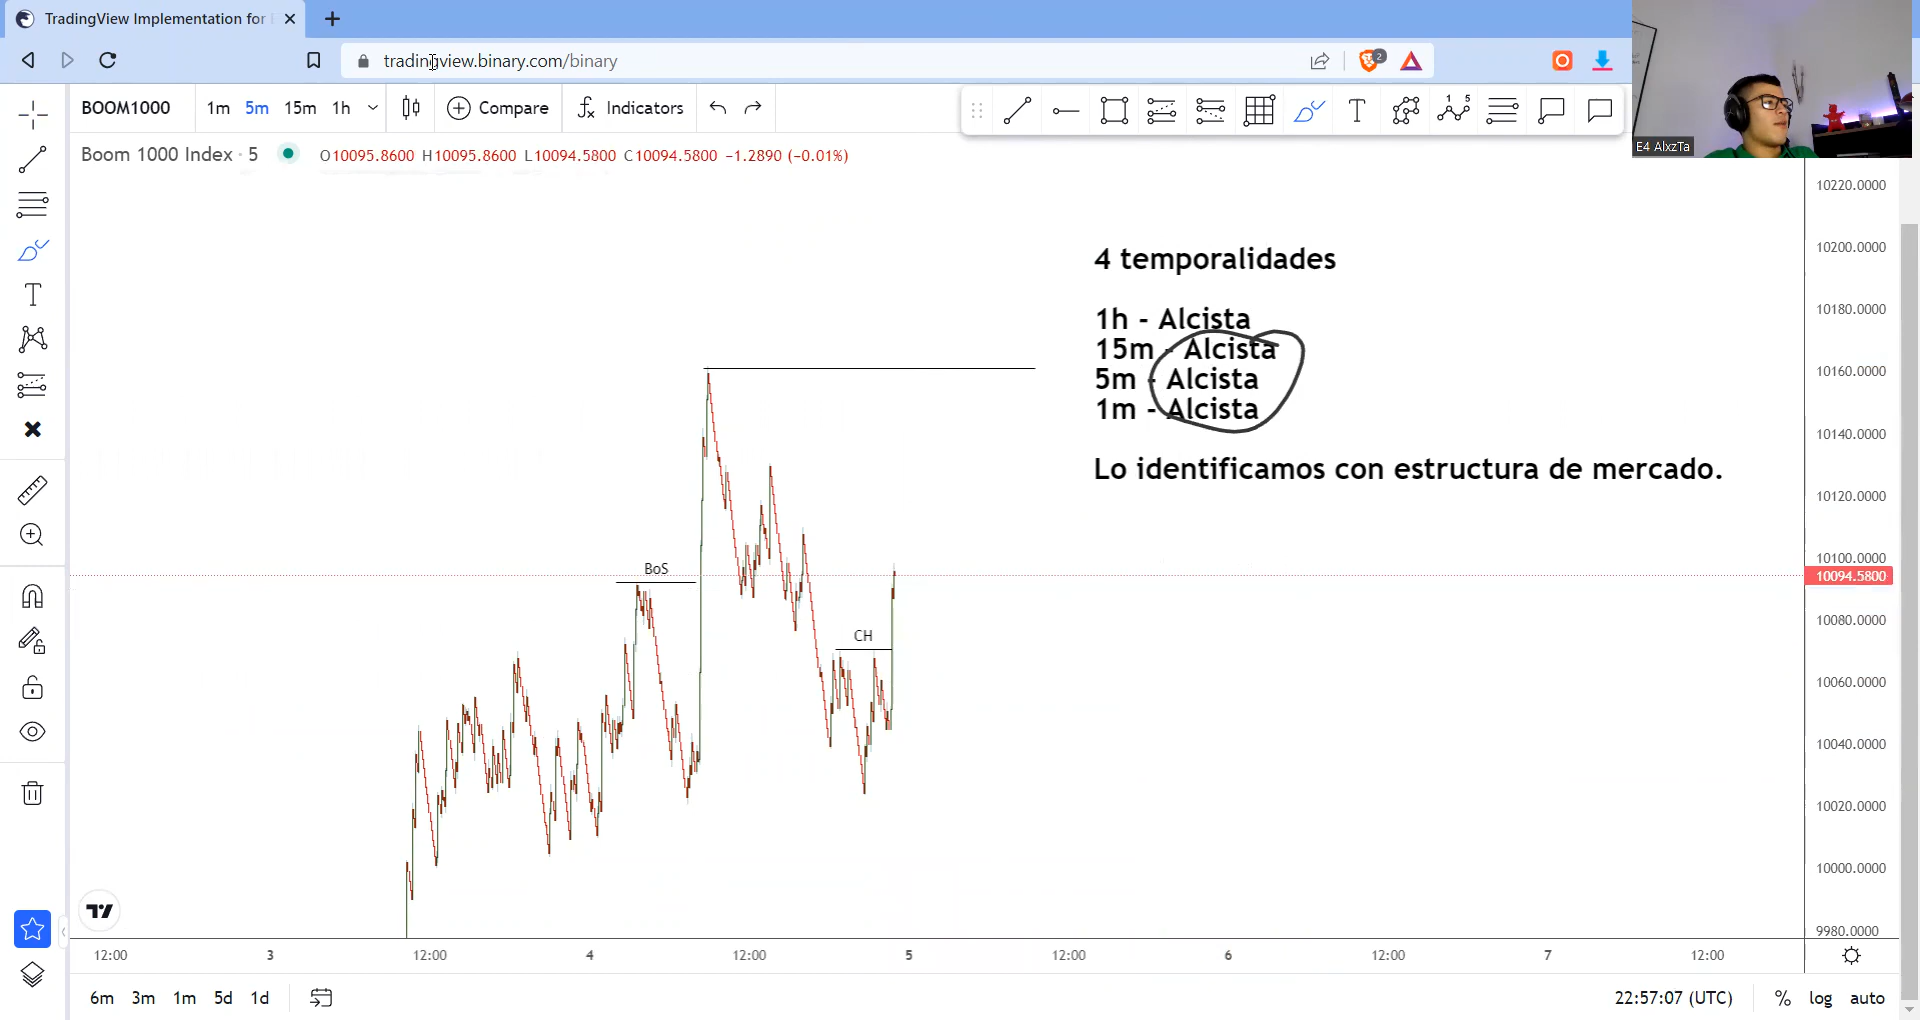 TradingView Implementation for
tradingview.binary.com/binary
2
BOOM1000
1m
5m
15m
1h
Compare
Indicators
E4 AlxzTa
Boom 1000 Index · 5
O10095.8600 H10095.8600 L10094.5800 C10094.5800 −1.2890 (−0.01%)
4 temporalidades
1h - Alcista
15m - Alcista
5m - Alcista
1m - Alcista
Lo identificamos con estructura de mercado.
BoS
CH
10220.0000
10200.0000
10180.0000
10160.0000
10140.0000
10120.0000
10100.0000
10094.5800
10080.0000
10060.0000
10040.0000
10020.0000
10000.0000
9980.0000
12:00
3
12:00
4
12:00
5
12:00
6
12:00
7
12:00
6m
3m
1m
5d
1d
22:57:07 (UTC)
%
log
auto